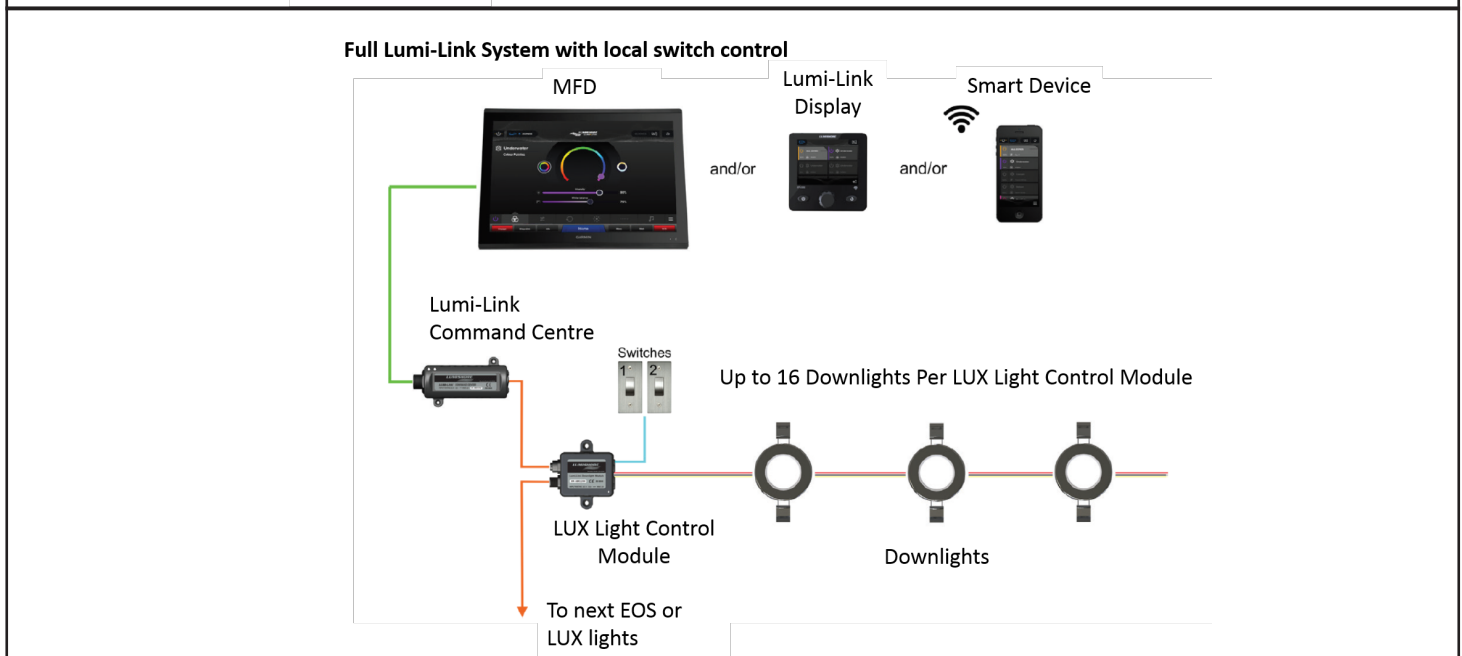 Full Lumi-Link System with local switch control
MFD
Lumi-Link
Display
Smart Device
and/or
and/or
Underwater
Lumi-Link
Command Centre
Switches
1
2
Up to 16 Downlights Per LUX Light Control Module
LUX Light Control
Module
Downlights
To next EOS or
LUX lights